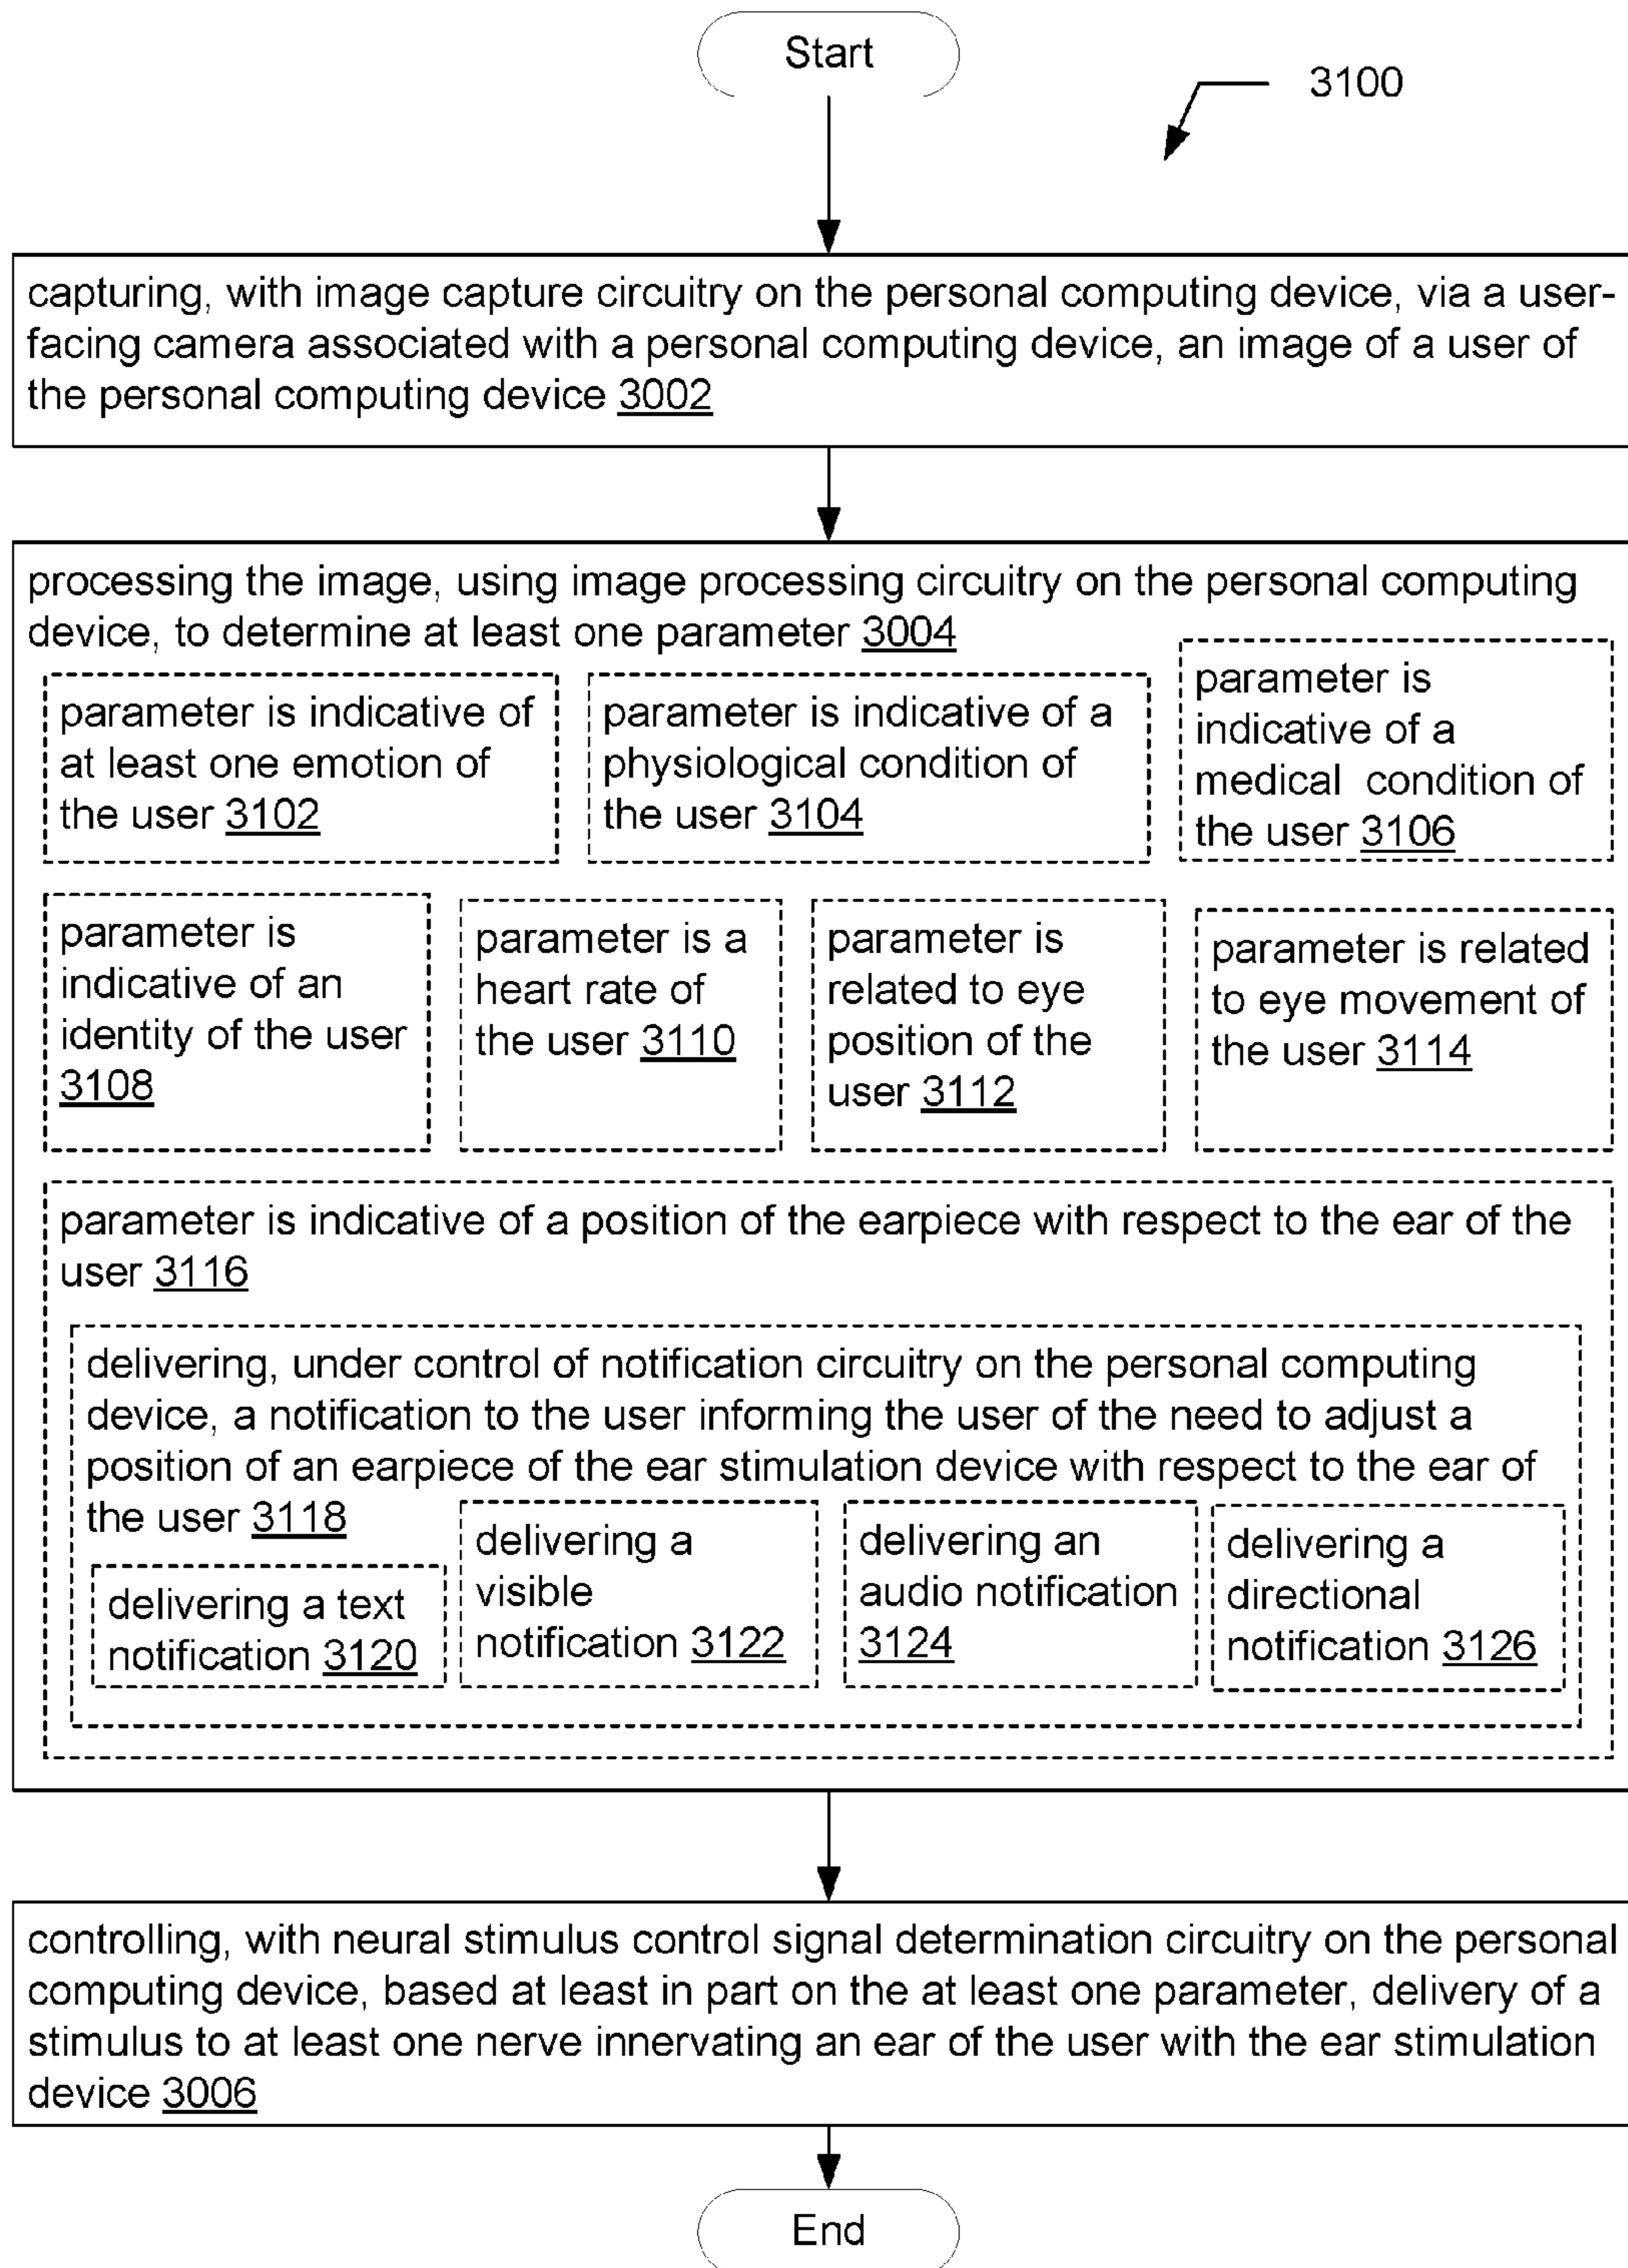 Start
3100
capturing, with image capture circuitry on the personal computing device, via a user-
facing camera associated with a personal computing device, an image of a user of
the personal computing device 3002
processing the image, using image processing circuitry on the personal computing
device, to determine at least one parameter 3004
parameter is indicative of
at least one emotion of
the user 3102
parameter is indicative of a
physiological condition of
the user 3104
parameter is
indicative of a
medical condition of
the user 3106
parameter is
indicative of an
identity of the user
3108
parameter is a
heart rate of
the user 3110
parameter is
related to eye
position of the
user 3112
parameter is related
to eye movement of
the user 3114
parameter is indicative of a position of the earpiece with respect to the ear of the
user 3116
delivering, under control of notification circuitry on the personal computing
device, a notification to the user informing the user of the need to adjust a
position of an earpiece of the ear stimulation device with respect to the ear of
the user 3118
delivering a text
notification 3120
delivering a
visible
notification 3122
delivering an
audio notification
3124
delivering a
directional
notification 3126
controlling, with neural stimulus control signal determination circuitry on the personal
computing device, based at least in part on the at least one parameter, delivery of a
stimulus to at least one nerve innervating an ear of the user with the ear stimulation
device 3006
End